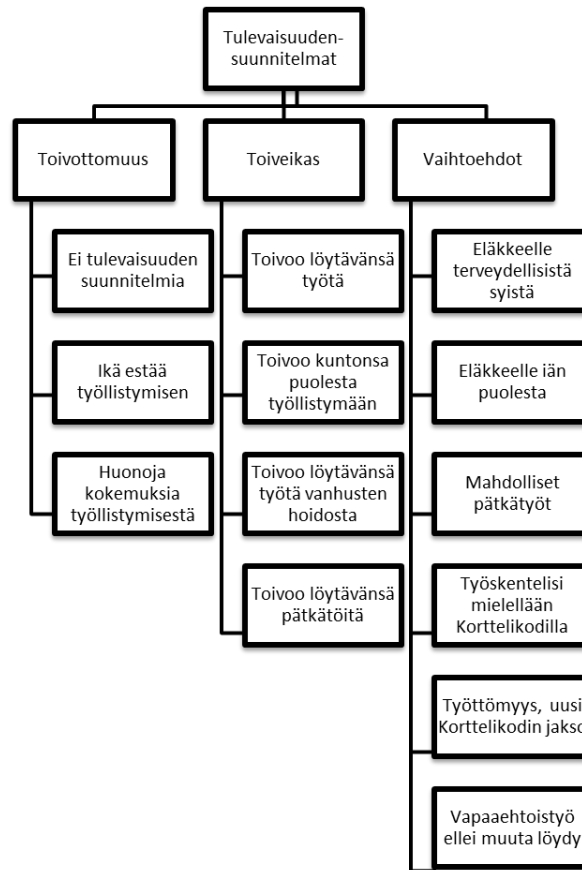 Tulevaisuuden-
suunnitelmat
Toivottomuus
Toiveikas
Vaihtoehdot
Ei tulevaisuuden
suunnitelmia
Ikä estää
työllistymisen
Huonoja
kokemuksia
työllistymisestä
Toivoo löytävänsä
työtä
Toivoo kuntonsa
puolesta
työllistymään
Toivoo löytävänsä
työtä vanhusten
hoidosta
Toivoo löytävänsä
pätkätöitä
Eläkkeelle
terveydellisistä
syistä
Eläkkeelle iän
puolesta
Mahdolliset
pätkätyöt
Työskentelisi
mielellään
Korttelikodilla
Työttömyys, uusi
Korttelikodin jakso
Vapaaehtoistyö
ellei muuta löydy